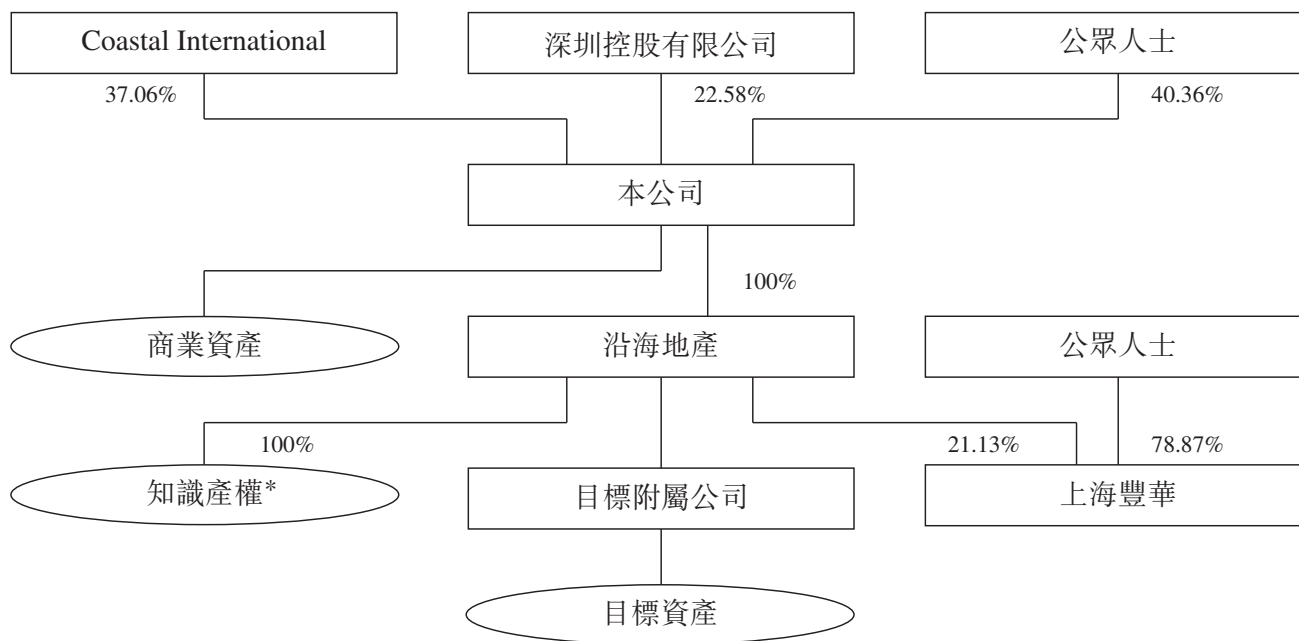 Coastal International
深圳控股有限公司
公眾人士
37.06%
22.58%
40.36%
本公司
100%
商業資產
沿海地產
公眾人士
100%
21.13%
78.87%
知識產權*
目標附屬公司
上海豐華
目標資產